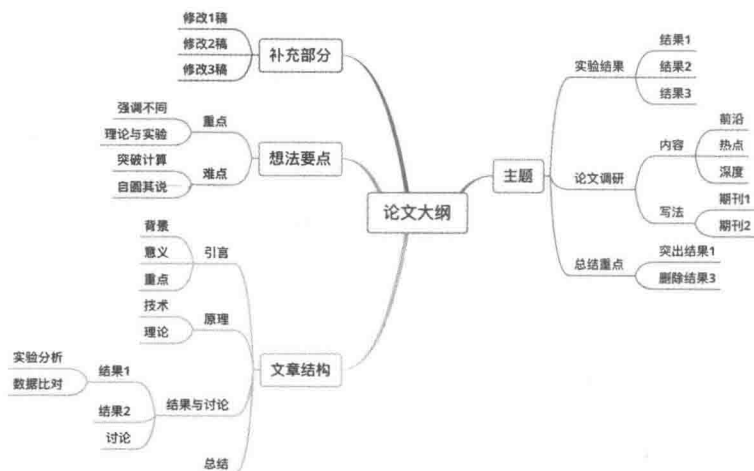 论文大纲
主题
实验结果
结果1
结果2
结果3
论文调研
内容
前沿
热点
深度
写法
期刊1
期刊2
总结重点
突出结果1
删除结果3
补充部分
修改1稿
修改2稿
修改3稿
想法要点
重点
强调不同
理论与实验
难点
突破计算
自圆其说
文章结构
引言
背景
意义
重点
原理
技术
理论
结果与讨论
结果1
实验分析
数据比对
结果2
讨论
总结